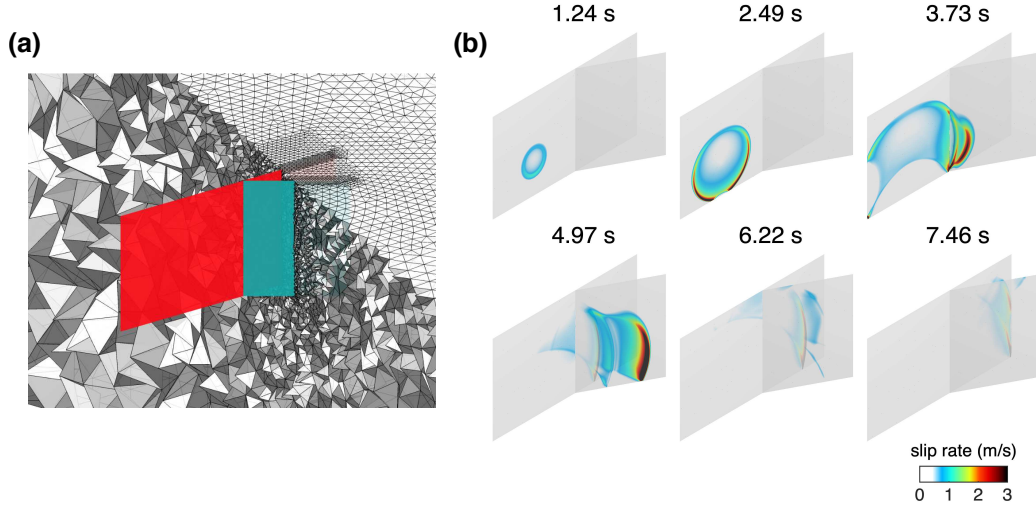 (a)
(b)
1.24 s
2.49 s
3.73 s
4.97 s
6.22 s
7.46 s
slip rate (m/s)
0 1 2 3